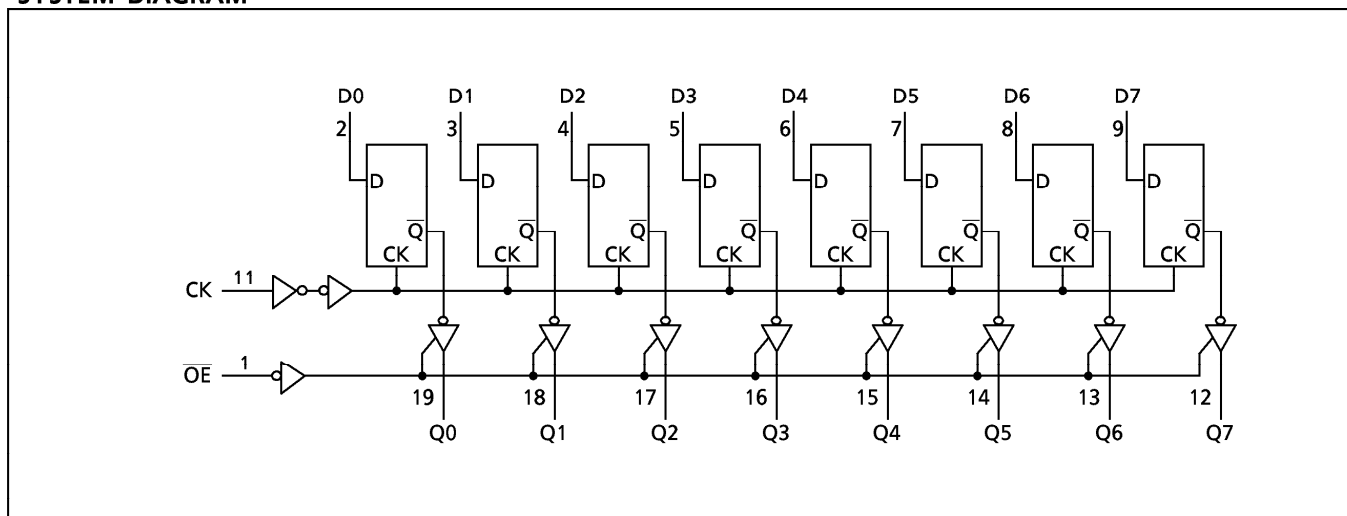 SYSTEM DIAGRAM
D0 D1 D2 D3 D4 D5 D6 D7
2 3 4 5 6 7 8 9
D D D D D D D D
Q̅ Q̅ Q̅ Q̅ Q̅ Q̅ Q̅ Q̅
CK CK CK CK CK CK CK CK
CK 11
O̅E̅ 1
19 18 17 16 15 14 13 12
Q0 Q1 Q2 Q3 Q4 Q5 Q6 Q7